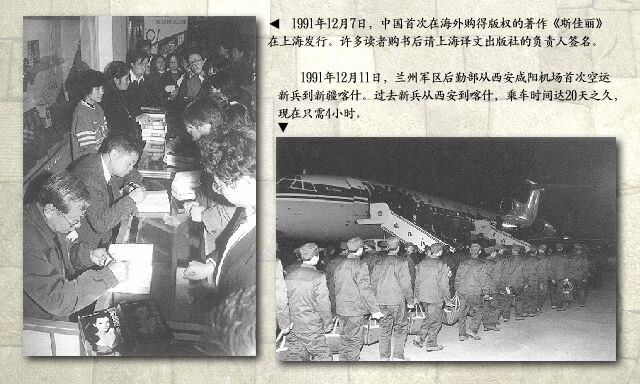 ◀ 1991年12月7日，中国首次在海外购得版权的著作《斯佳丽》
在上海发行。许多读者购书后请上海译文出版社的负责人签名。
1991年12月11日，兰州军区后勤部从西安咸阳机场首次空运
新兵到新疆喀什。过去新兵从西安到喀什，乘车时间达20天之久，
现在只需4小时。
▼